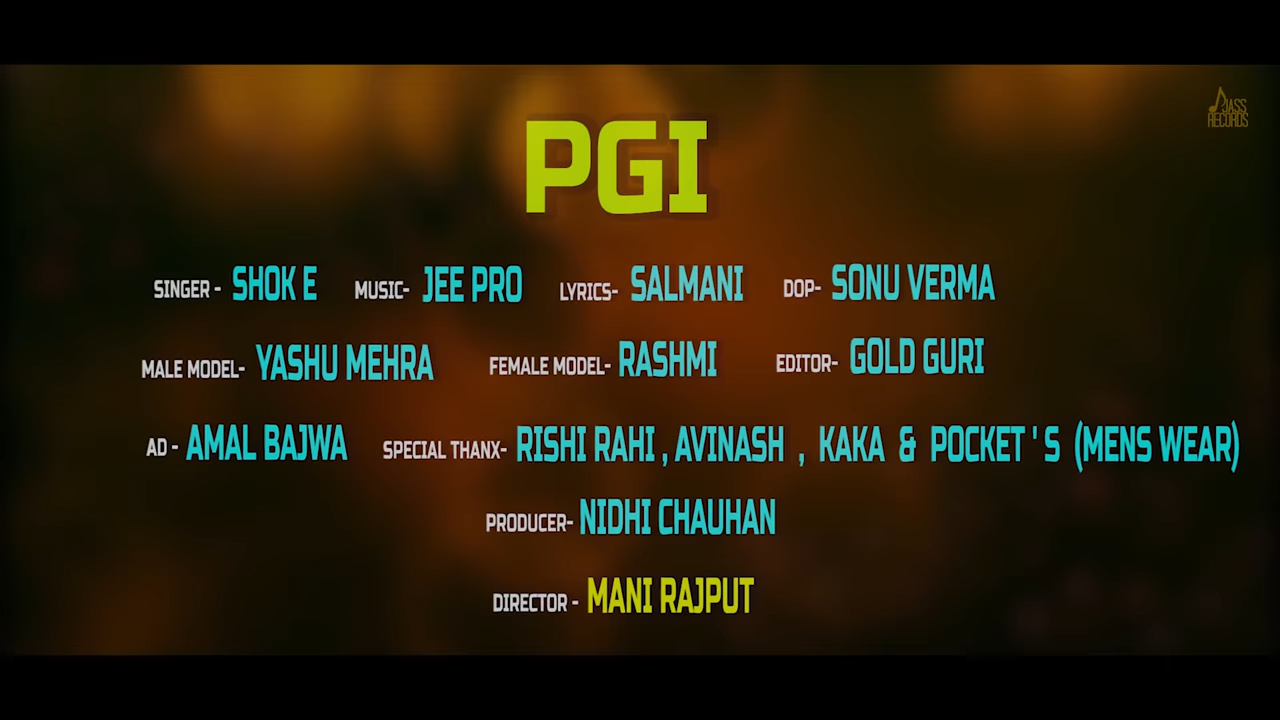 PGI
JASS
RECORDS
SINGER - SHOK E MUSIC- JEE PRO LYRICS- SALMANI DOP- SONU VERMA
MALE MODEL- YASHU MEHRA FEMALE MODEL- RASHMI EDITOR- GOLD GURI
AD - AMAL BAJWA SPECIAL THANX- RISHI RAHI , AVINASH , KAKA & POCKET ' S (MENS WEAR)
PRODUCER- NIDHI CHAUHAN
DIRECTOR - MANI RAJPUT